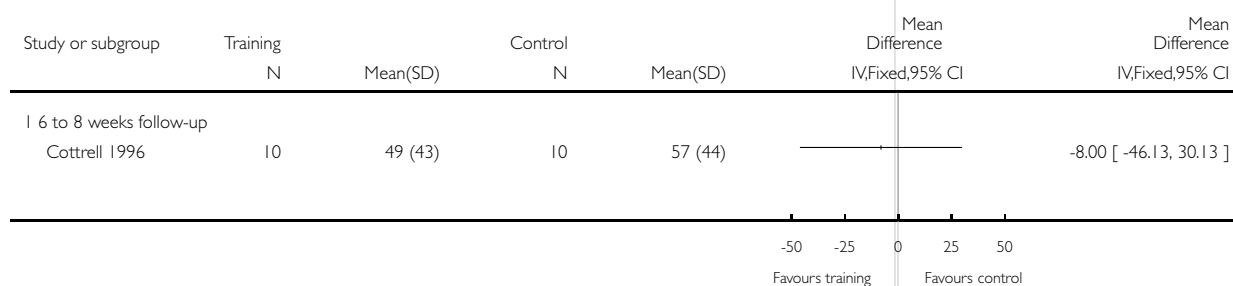 Study or subgroup Training Control Mean Difference Mean Difference
N Mean(SD) N Mean(SD) IV,Fixed,95% CI IV,Fixed,95% CI
1 6 to 8 weeks follow-up
Cottrell 1996 10 49 (43) 10 57 (44) -8.00 [ -46.13, 30.13 ]
-50 -25 0 25 50
Favours training Favours control